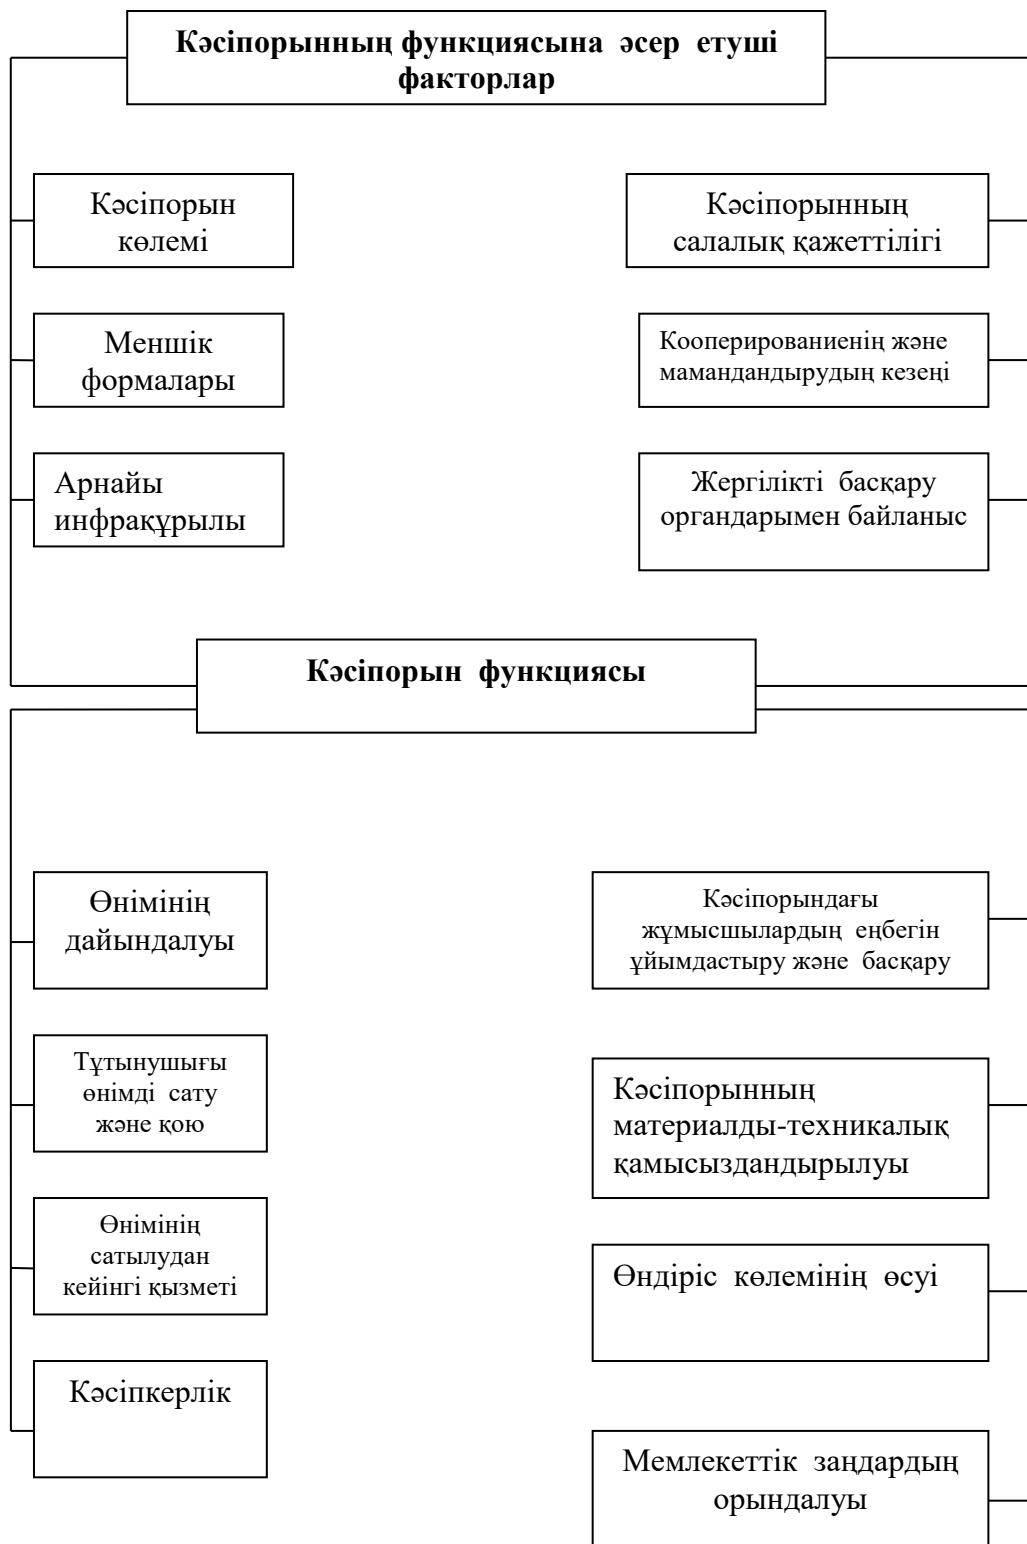 Кәсіпорынның функциясына әсер етуші
факторлар
Кәсіпорын
көлемі
Кәсіпорынның
салалық қажеттілігі
Меншік
формалары
Кооперированиенің және
мамандандырудың кезеңі
Арнайы
инфрақұрылы
Жергілікті басқару
органдарымен байланыс
Кәсіпорын функциясы
Өнімінің
дайындалуы
Кәсіпорындағы
жұмысшылардың еңбегін
ұйымдастыру және басқару
Тұтынушығы
өнімді сату
және қою
Кәсіпорынның
материалды-техникалық
қамысыздандырылуы
Өнімінің
сатылудан
кейінгі қызметі
Өндіріс көлемінің өсуі
Кәсіпкерлік
Мемлекеттік заңдардың
орындалуы